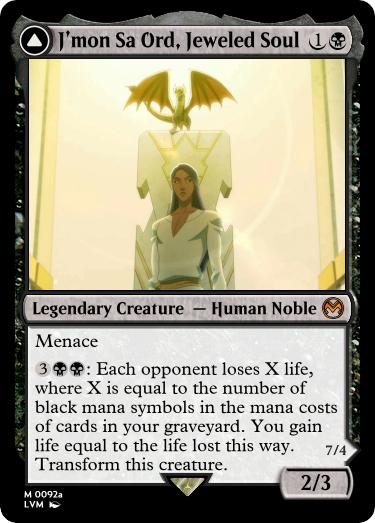 J'mon Sa Ord, Jeweled Soul 1
Legendary Creature — Human Noble
Menace
3: Each opponent loses X life,
where X is equal to the number of
black mana symbols in the mana costs
of cards in your graveyard. You gain
life equal to the life lost this way.
Transform this creature.
7/4
2/3
M 0092a
LVM